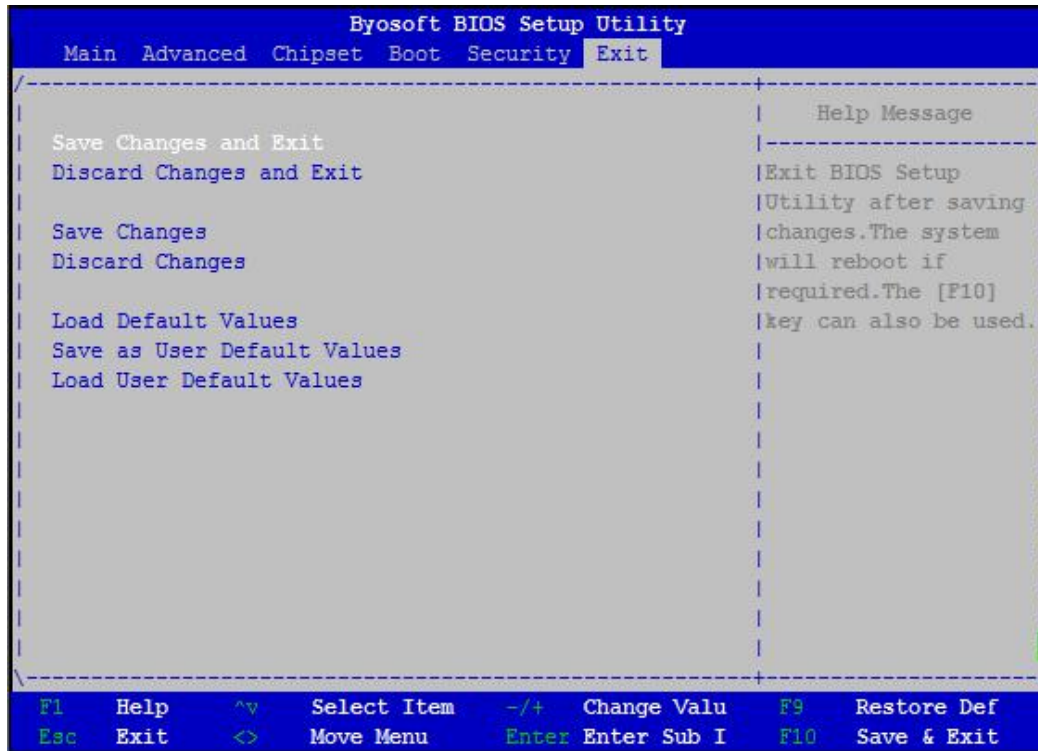 Byosoft BIOS Setup Utility
Main Advanced Chipset Boot Security Exit
Save Changes and Exit
Discard Changes and Exit
Save Changes
Discard Changes
Load Default Values
Save as User Default Values
Load User Default Values
Help Message
Exit BIOS Setup
Utility after saving
changes.The system
will reboot if
required.The [F10]
key can also be used.
F1 Help ^v Select Item -/+ Change Valu F9 Restore Def
Esc Exit <> Move Menu Enter Enter Sub I F10 Save & Exit